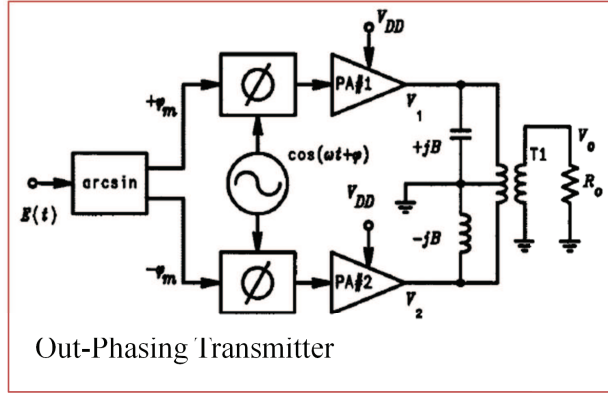 V_DD
Ø
PA#1
V_1
+φ_m
+jB
T1
V_o
R_o
cos(ωt+φ)
arcsin
E(t)
V_DD
-jB
-φ_m
Ø
PA#2
V_2
Out-Phasing Transmitter